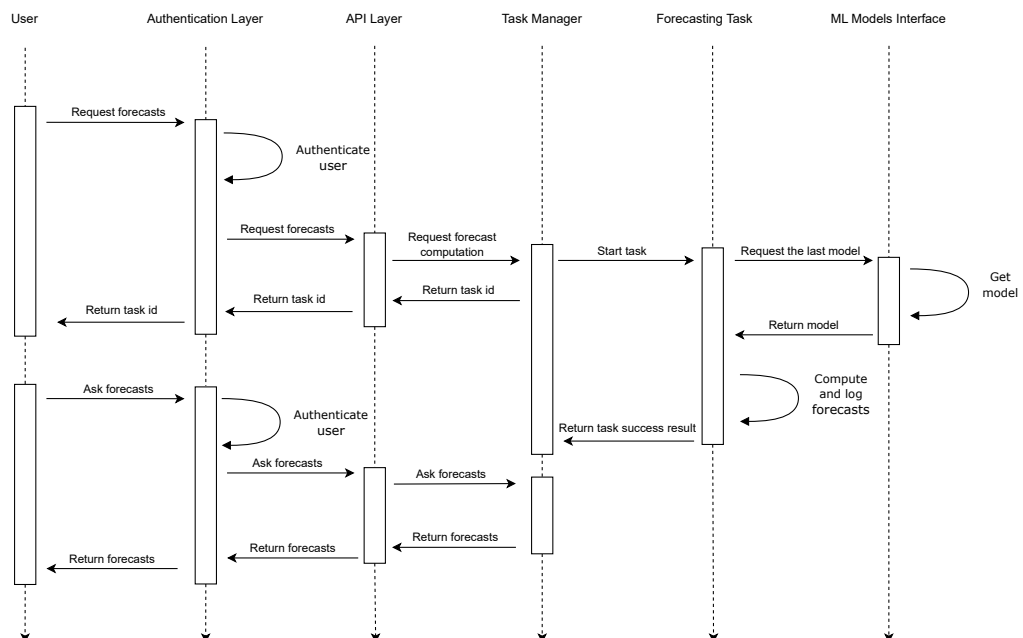 User
Authentication Layer
API Layer
Task Manager
Forecasting Task
ML Models Interface
Request forecasts
Authenticate
user
Request forecasts
Request forecast
computation
Start task
Request the last model
Get
model
Return task id
Return task id
Return task id
Return model
Ask forecasts
Authenticate
user
Compute
and log
forecasts
Return task success result
Ask forecasts
Ask forecasts
Return forecasts
Return forecasts
Return forecasts